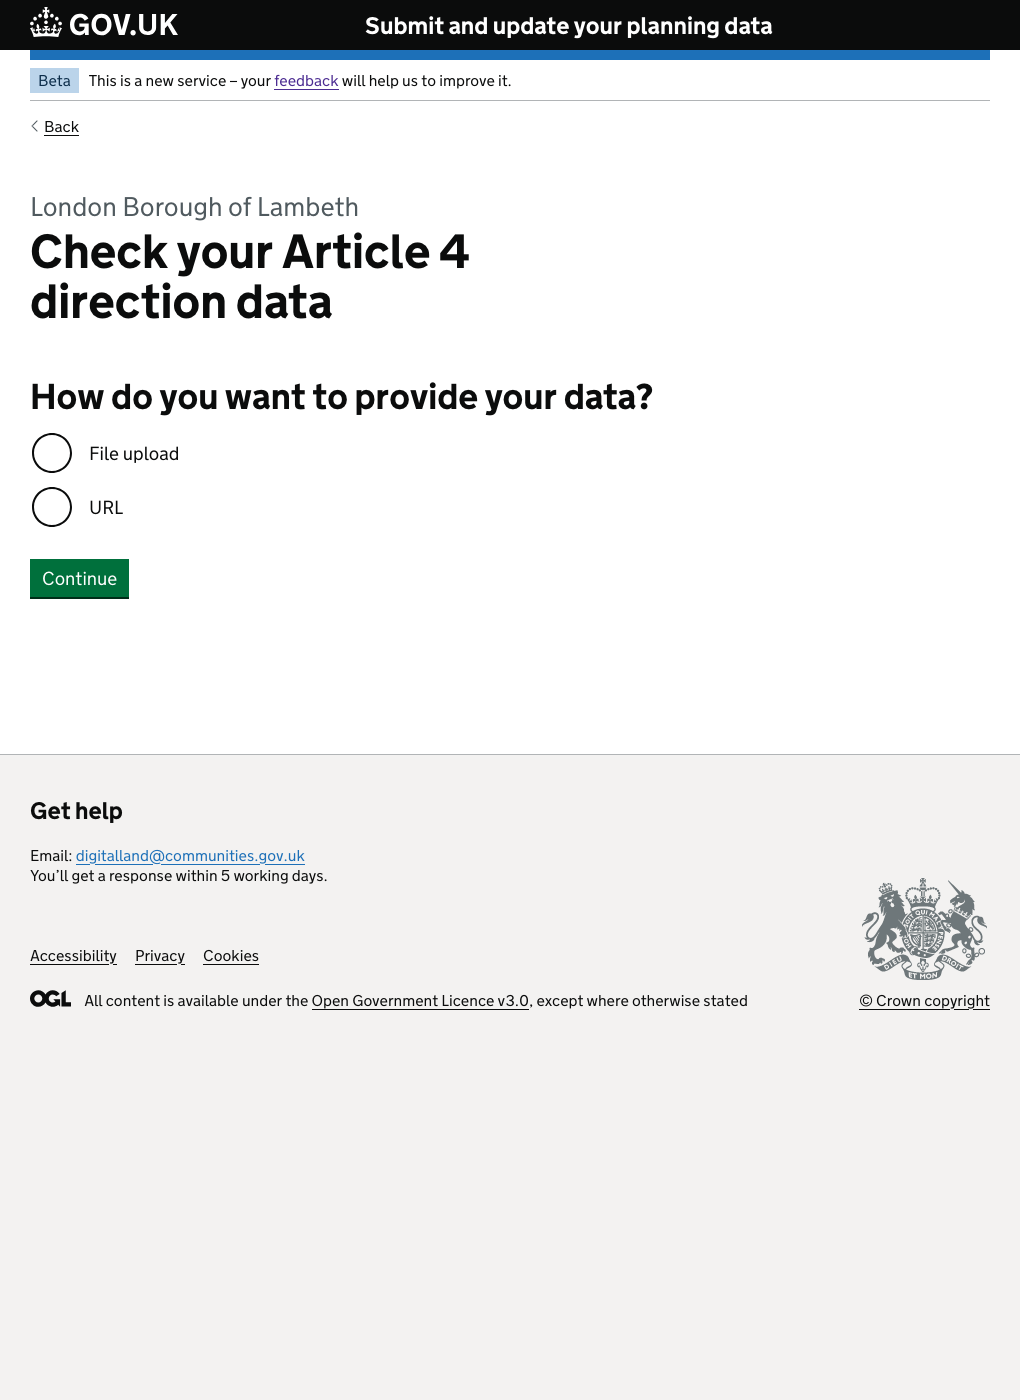 GOV.UK Submit and update your planning data
Beta This is a new service – your feedback will help us to improve it.
Back
London Borough of Lambeth
Check your Article 4
direction data
How do you want to provide your data?
File upload
URL
Continue
Get help
Email: digitalland@communities.gov.uk
You’ll get a response within 5 working days.
Accessibility Privacy Cookies
OGL All content is available under the Open Government Licence v3.0, except where otherwise stated
© Crown copyright